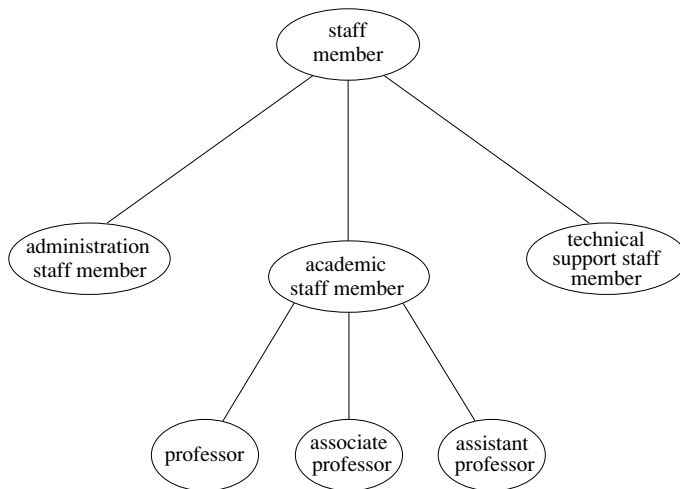 staff
member
administration
staff member
academic
staff member
technical
support staff
member
professor
associate
professor
assistant
professor